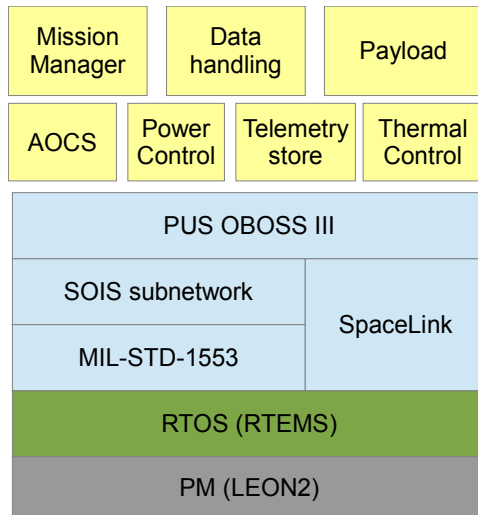 Mission
Manager
Data
handling
Payload
AOCS
Power
Control
Telemetry
store
Thermal
Control
PUS OBOSS III
SOIS subnetwork
SpaceLink
MIL-STD-1553
RTOS (RTEMS)
PM (LEON2)